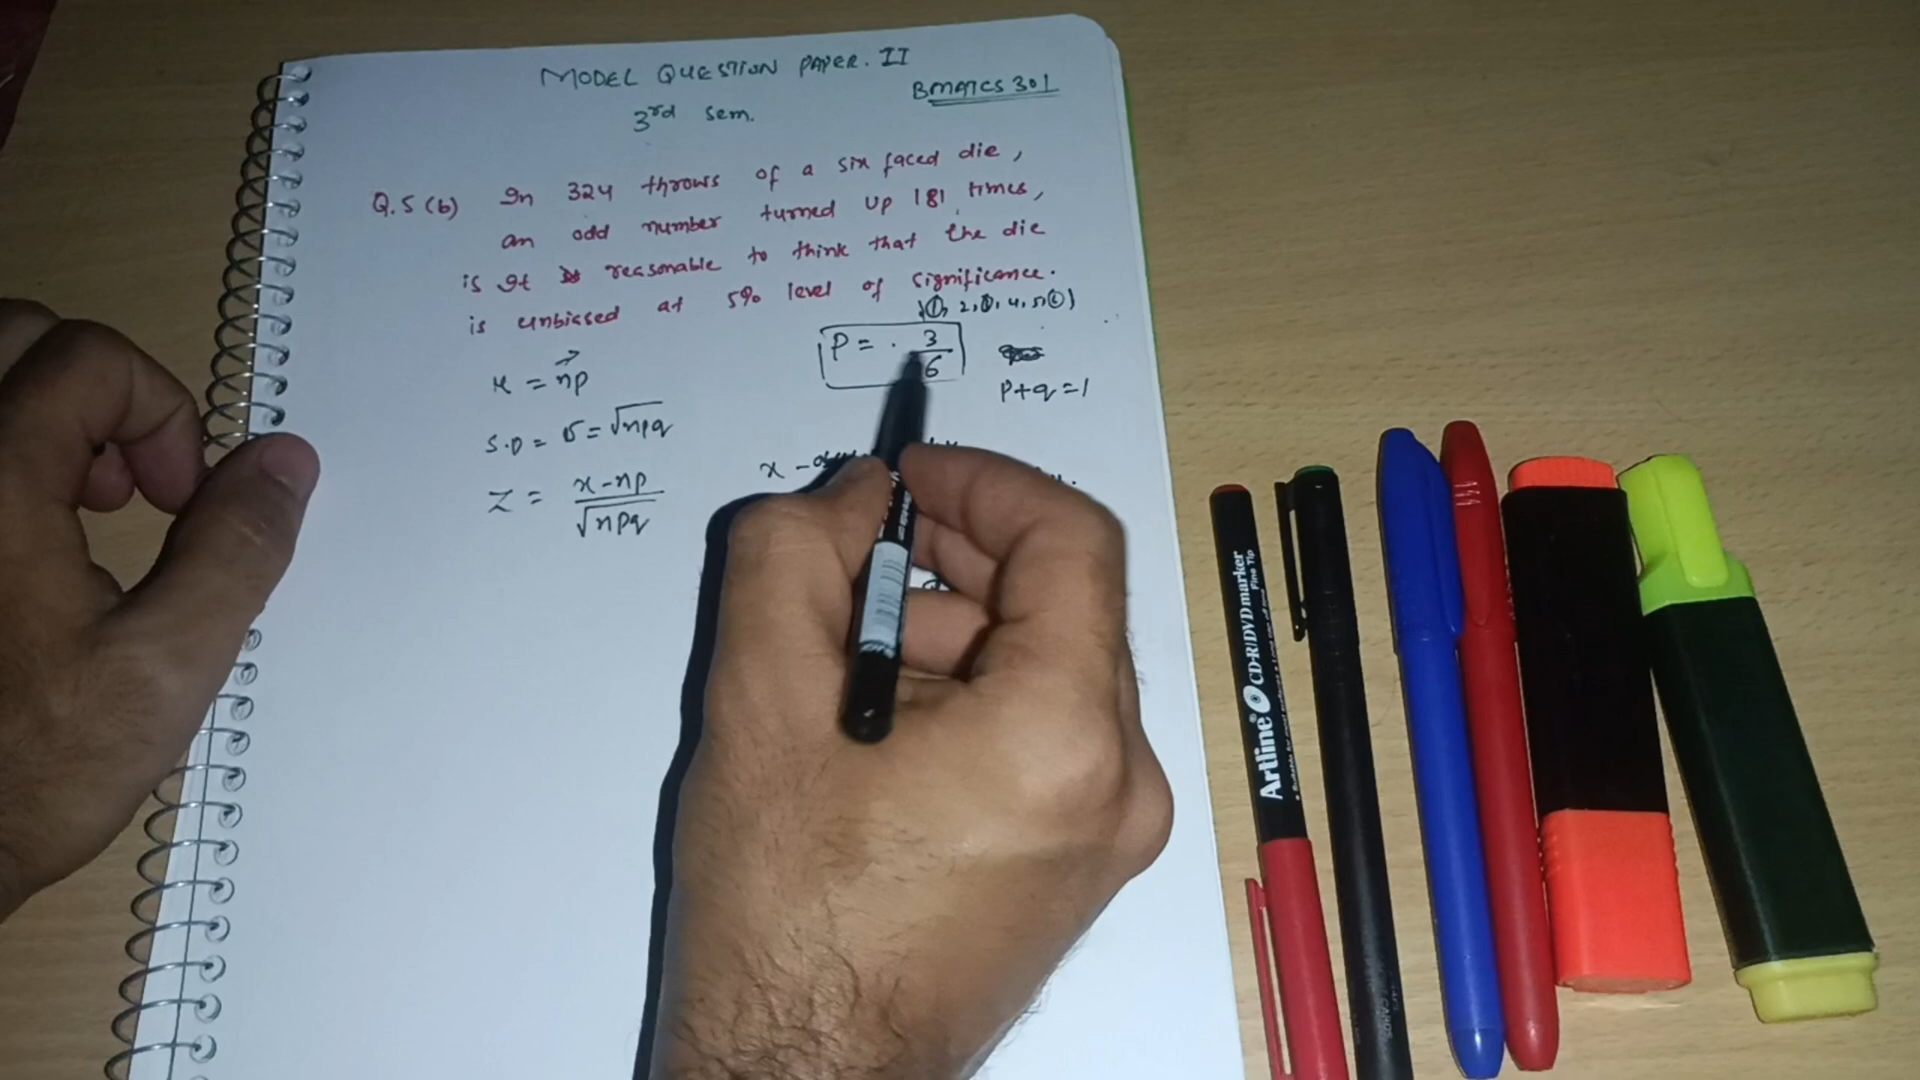 MODEL QUESTION PAPER. II
BMATCS 301
3rd sem.
Q.5 (b) In 324 throws of a six faced die,
an odd number turned up 181 times,
is It reasonable to think that the die
is unbiased at 5% level of significance.
{1, 2, 3, 4, 5, 6}
P = 3/6
p+q=1
μ = np
S.D = σ = √npq
x -
Z = x-np / √npq
Artline CD-R/DVD marker
Fine Tip